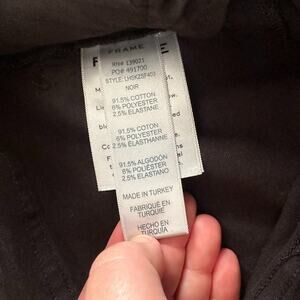 FRAME
RN# 139021
PO# 491700
STYLE: LHSK25F403
NOIR
91.5% COTTON
6% POLYESTER
2.5% ELASTANE
91.5% COTON
6% POLYESTER
2.5% ELASTHANNE
91.5% ALGODÓN
6% POLIÉSTER
2.5% ELASTANO
MADE IN TURKEY
FABRIQUÉ EN
TURQUIE
HECHO EN
TURQUÍA